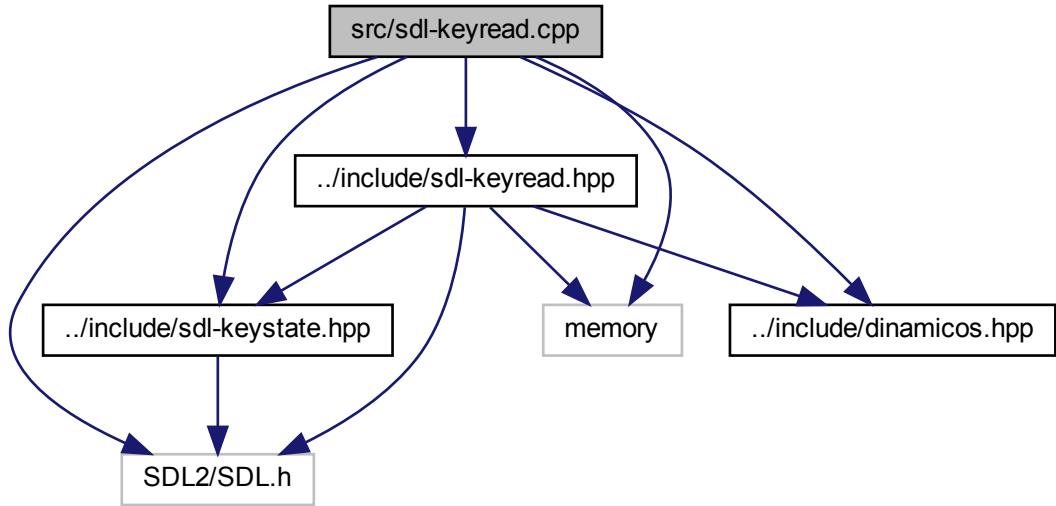 src/sdl-keyread.cpp
../include/sdl-keyread.hpp
../include/sdl-keystate.hpp
memory
../include/dinamicos.hpp
SDL2/SDL.h